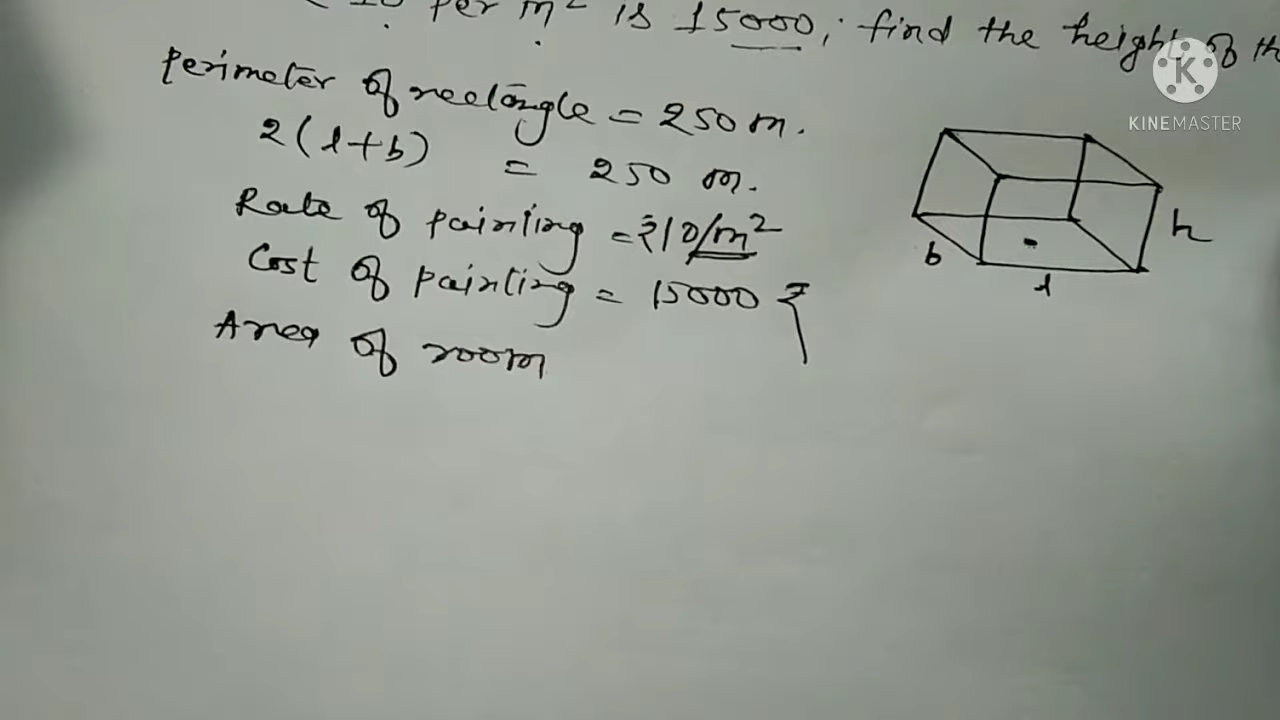 ₹ 10 per m² is 15000, find the height of th
Perimeter of rectangle = 250 m.
2(l+b) = 250 m.
Rate of painting = ₹10/m²
Cost of painting = 15000 ₹
Area of room
b
l
h
K
KINEMASTER